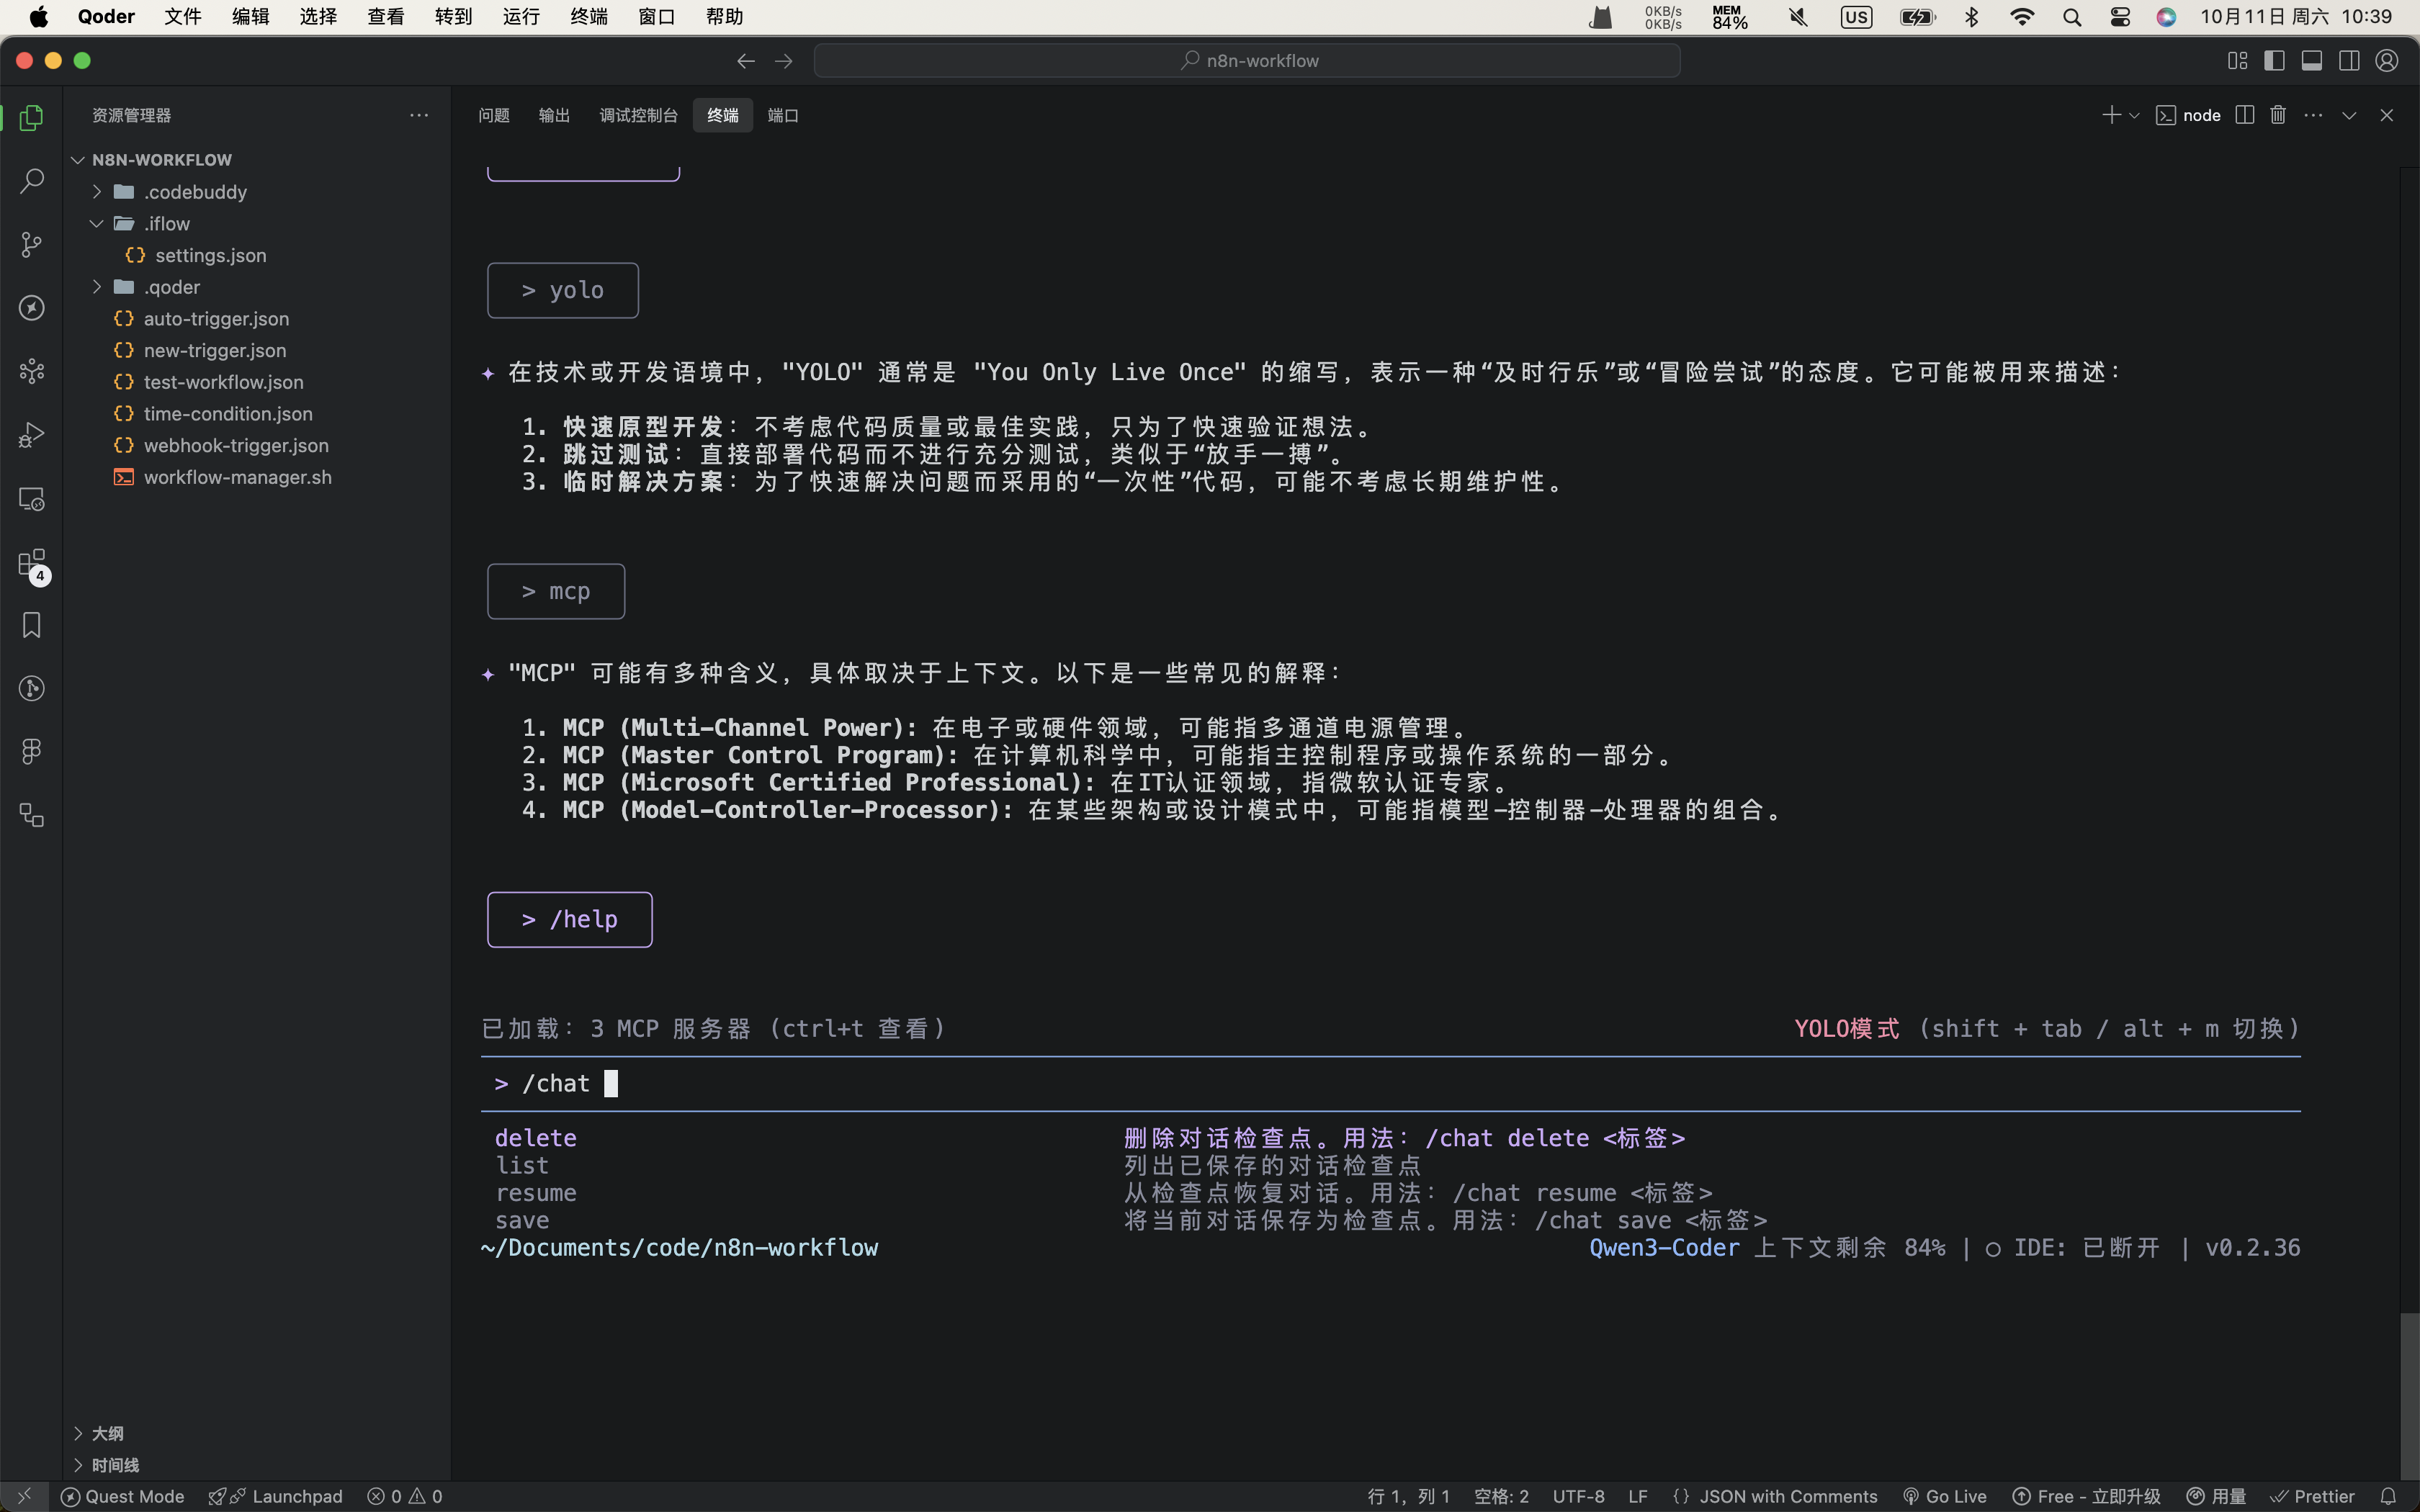 Qoder 文件 编辑 选择 查看 转到 运行 终端 窗口 帮助
0KB/s
0KB/s
MEM
84%
US
10月11日 周六 10:39
n8n-workflow
资源管理器
问题 输出 调试控制台 终端 端口
node
N8N-WORKFLOW
.codebuddy
.iflow
settings.json
.qoder
auto-trigger.json
new-trigger.json
test-workflow.json
time-condition.json
webhook-trigger.json
workflow-manager.sh
4
大纲
时间线
> yolo
✦ 在技术或开发语境中，"YOLO" 通常是 "You Only Live Once" 的缩写，表示一种“及时行乐”或“冒险尝试”的态度。它可能被用来描述：
1. 快速原型开发：不考虑代码质量或最佳实践，只为了快速验证想法。
2. 跳过测试：直接部署代码而不进行充分测试，类似于“放手一搏”。
3. 临时解决方案：为了快速解决问题而采用的“一次性”代码，可能不考虑长期维护性。
> mcp
✦ "MCP" 可能有多种含义，具体取决于上下文。以下是一些常见的解释：
1. MCP (Multi-Channel Power)：在电子或硬件领域，可能指多通道电源管理。
2. MCP (Master Control Program)：在计算机科学中，可能指主控制程序或操作系统的一部分。
3. MCP (Microsoft Certified Professional)：在IT认证领域，指微软认证专家。
4. MCP (Model-Controller-Processor)：在某些架构或设计模式中，可能指模型-控制器-处理器的组合。
> /help
已加载：3 MCP 服务器 (ctrl+t 查看)
YOLO模式 (shift + tab / alt + m 切换)
> /chat
delete 删除对话检查点。用法：/chat delete <标签>
list 列出已保存的对话检查点
resume 从检查点恢复对话。用法：/chat resume <标签>
save 将当前对话保存为检查点。用法：/chat save <标签>
~/Documents/code/n8n-workflow
Qwen3-Coder 上下文剩余 84% | ○ IDE: 已断开 | v0.2.36
Quest Mode Launchpad 0 0
行 1，列 1 空格: 2 UTF-8 LF {} JSON with Comments Go Live Free - 立即升级 用量 Prettier